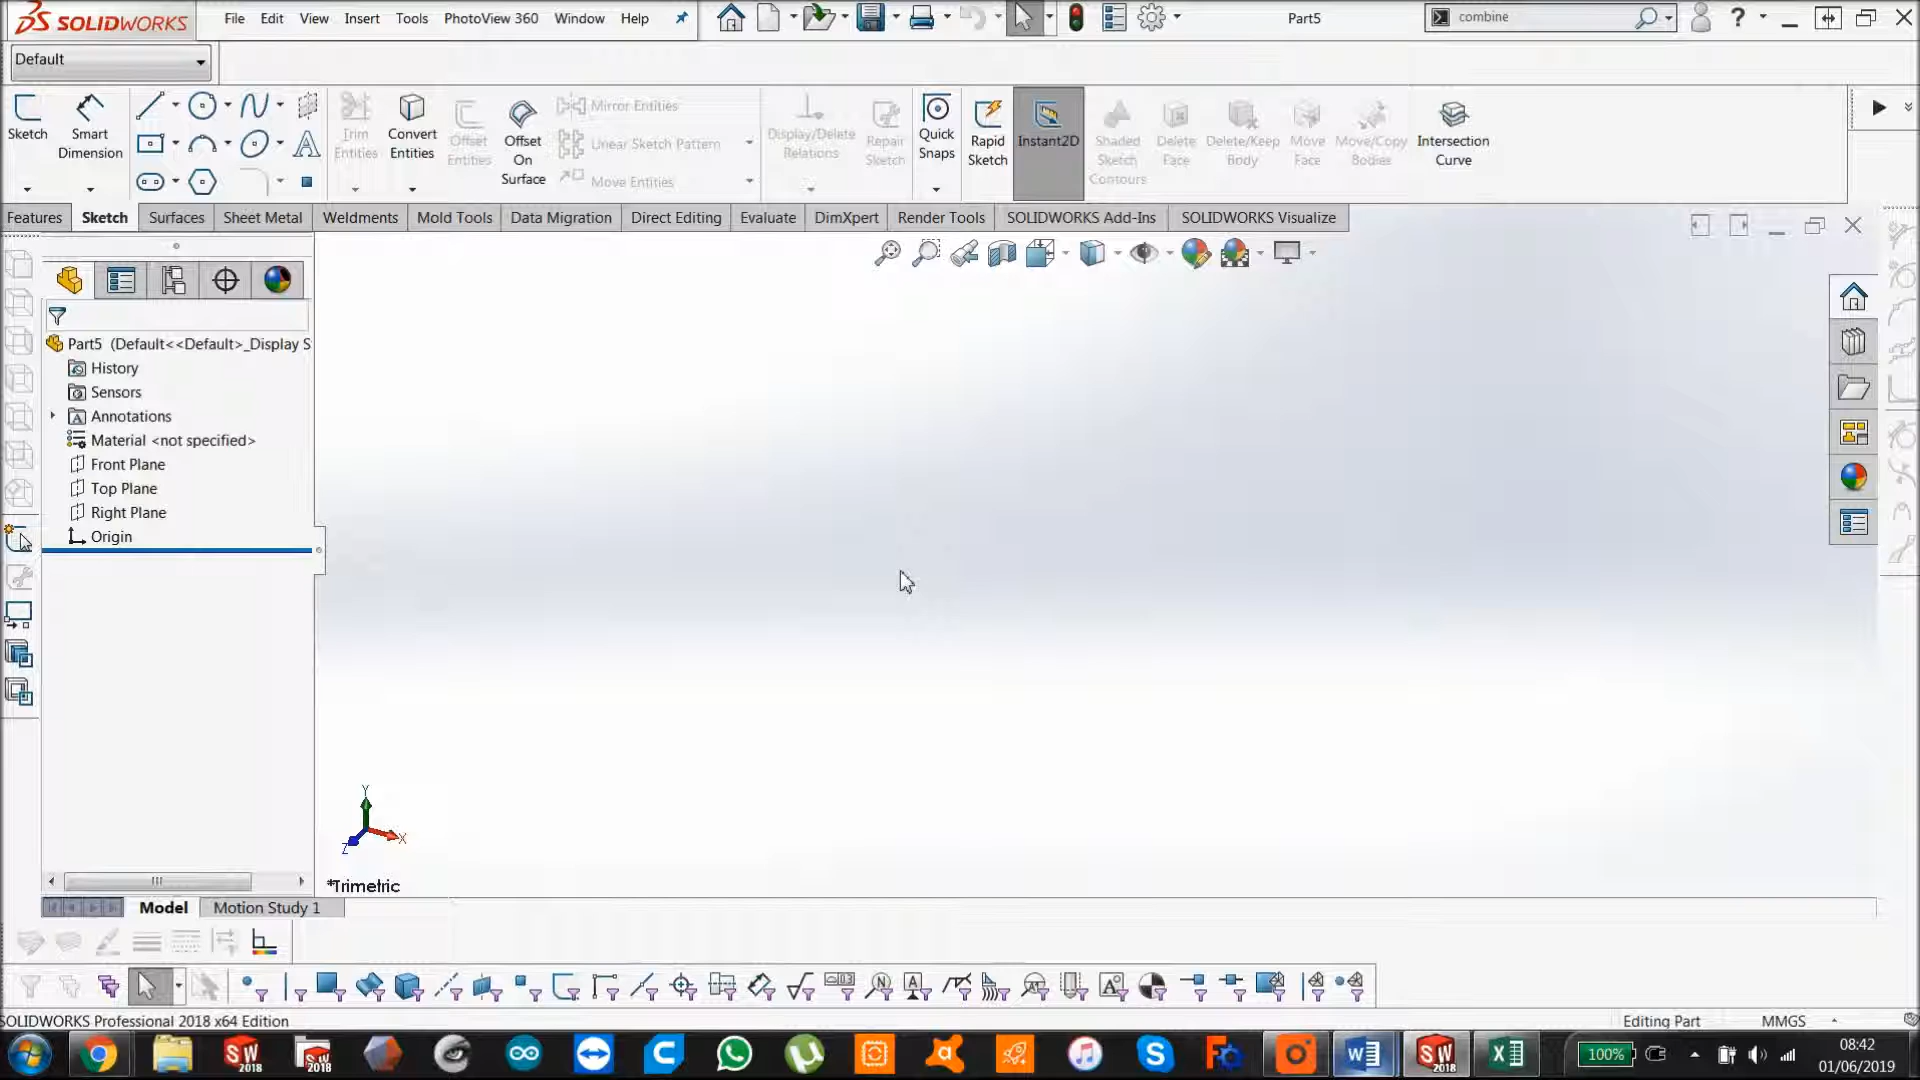 SOLIDWORKS File Edit View Insert Tools PhotoView 360 Window Help Part5 combine
Default
Sketch
Smart Dimension
Trim Entities
Convert Entities
Offset Entities
Offset On Surface
Mirror Entities
Linear Sketch Pattern
Move Entities
Display/Delete Relations
Repair Sketch
Quick Snaps
Rapid Sketch
Instant2D
Shaded Sketch Contours
Delete Face
Delete/Keep Body
Move Face
Move/Copy Bodies
Intersection Curve
Features Sketch Surfaces Sheet Metal Weldments Mold Tools Data Migration Direct Editing Evaluate DimXpert Render Tools SOLIDWORKS Add-Ins SOLIDWORKS Visualize
Part5 (Default<<Default>_Display S
History
Sensors
Annotations
Material <not specified>
Front Plane
Top Plane
Right Plane
Origin
Y
X
Z
*Trimetric
Model Motion Study 1
SOLIDWORKS Professional 2018 x64 Edition Editing Part MMGS
SW 2018
SW 2018
SW 2018
100%
08:42
01/06/2019